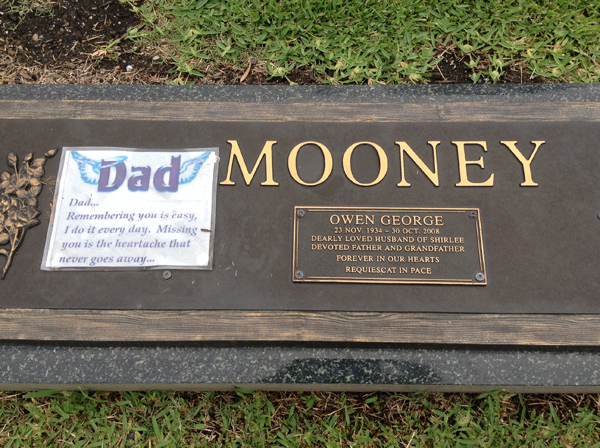 Dad
Dad...
Remembering you is easy,
I do it every day. Missing
you is the heartache that
never goes away...
MOONEY
OWEN GEORGE
23 NOV. 1934 – 30 OCT. 2008
DEARLY LOVED HUSBAND OF SHIRLEE
DEVOTED FATHER AND GRANDFATHER
FOREVER IN OUR HEARTS
REQUIESCAT IN PACE